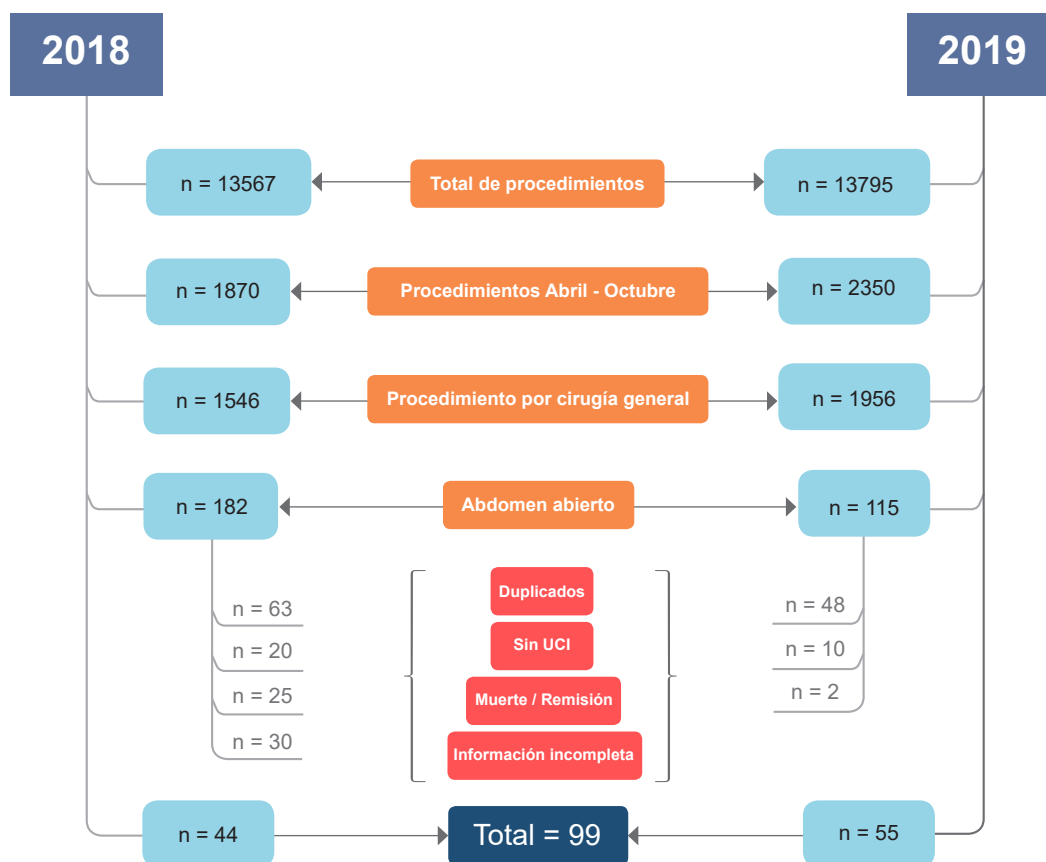 2018
2019
n = 13567
Total de procedimientos
n = 13795
n = 1870
Procedimientos Abril - Octubre
n = 2350
n = 1546
Procedimiento por cirugía general
n = 1956
n = 182
Abdomen abierto
n = 115
n = 63
Duplicados
n = 48
n = 20
Sin UCI
n = 10
n = 25
Muerte / Remisión
n = 2
n = 30
Información incompleta
n = 44
Total = 99
n = 55